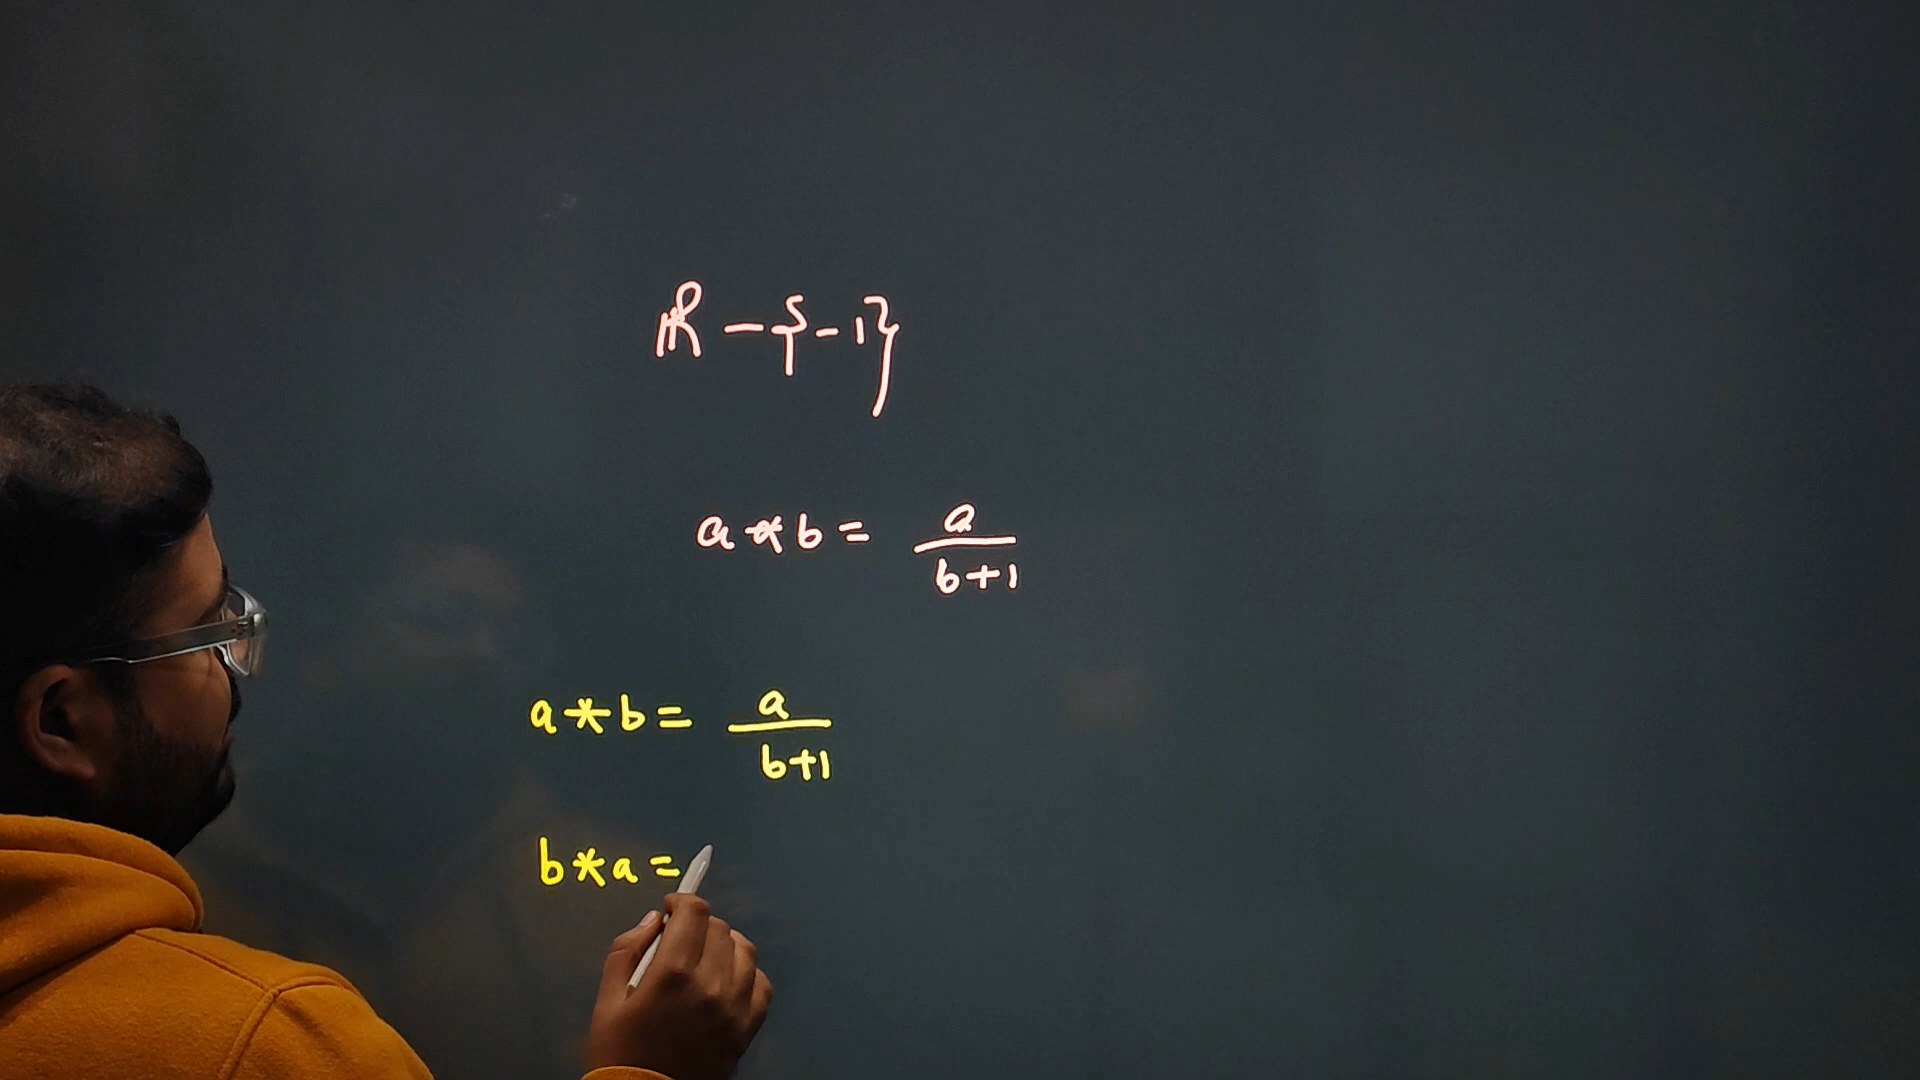 ℝ - {-1}
a * b = a/(b+1)
a * b = a/(b+1)
b * a =